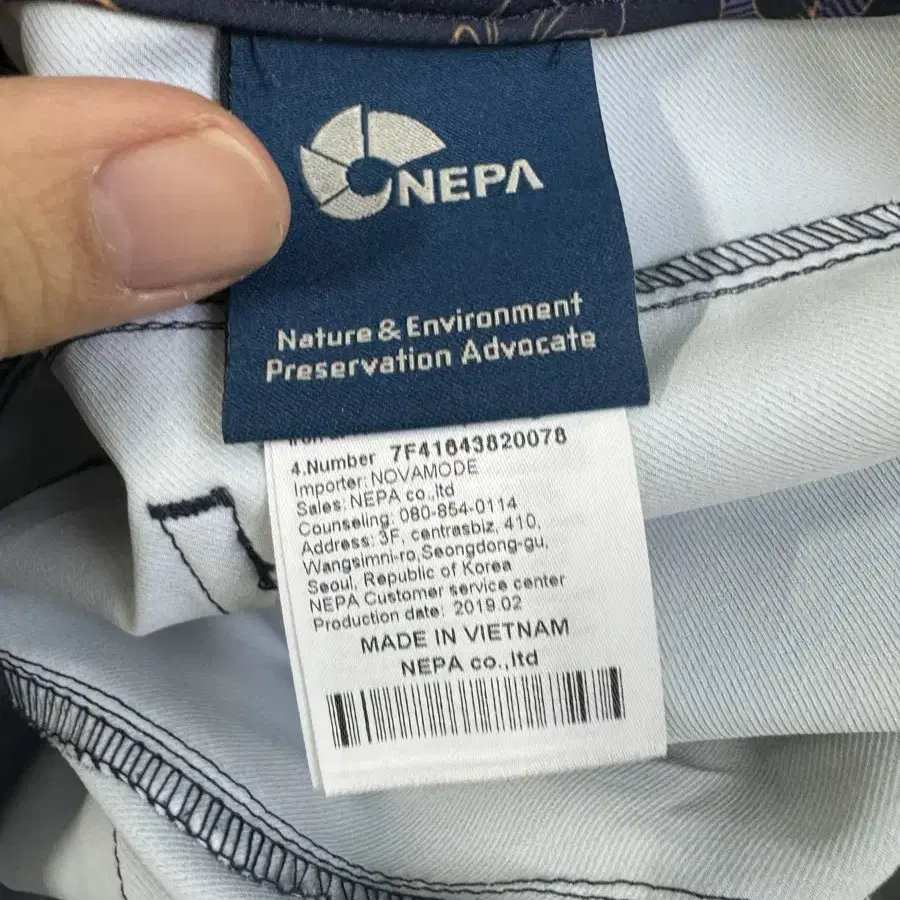 NEPA
Nature & Environment
Preservation Advocate
4.Number 7F41643820078
Importer: NOVAMODE
Sales: NEPA co.,ltd
Counseling: 080-854-0114
Address: 3F, centrasbiz, 410,
Wangsimni-ro,Seongdong-gu,
Seoul, Republic of Korea
NEPA Customer service center
Production date: 2019.02
MADE IN VIETNAM
NEPA co.,ltd